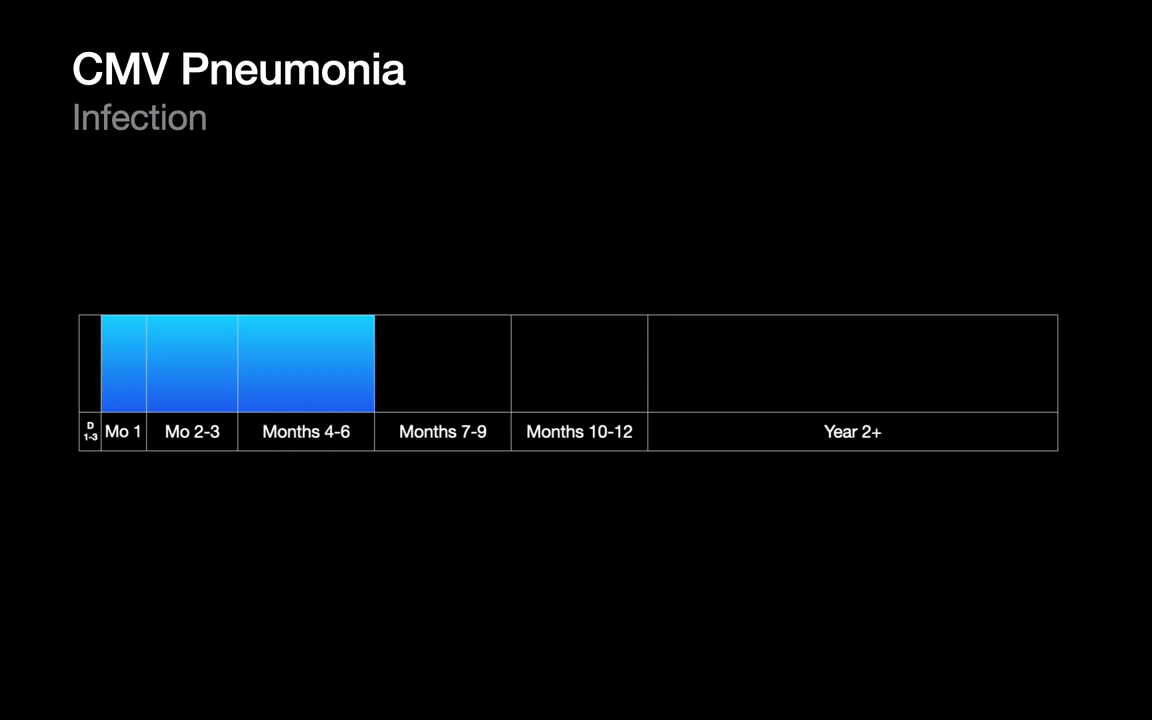 CMV Pneumonia
Infection
D
1-3
Mo 1
Mo 2-3
Months 4-6
Months 7-9
Months 10-12
Year 2+